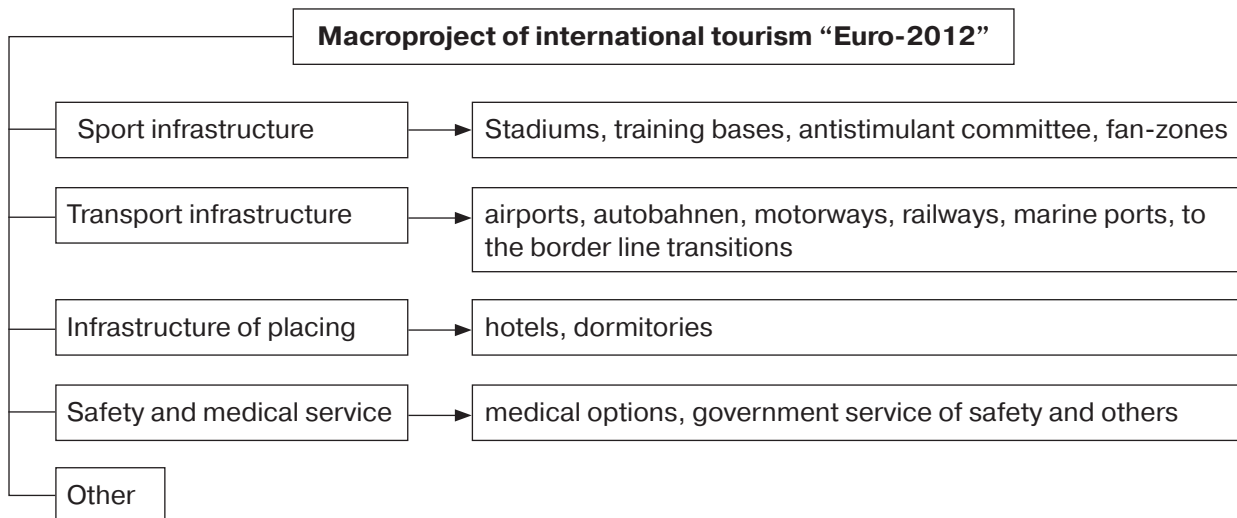 Macroproject of international tourism “Euro-2012”
Sport infrastructure
Stadiums, training bases, antistimulant committee, fan-zones
Transport infrastructure
airports, autobahnen, motorways, railways, marine ports, to
the border line transitions
Infrastructure of placing
hotels, dormitories
Safety and medical service
medical options, government service of safety and others
Other